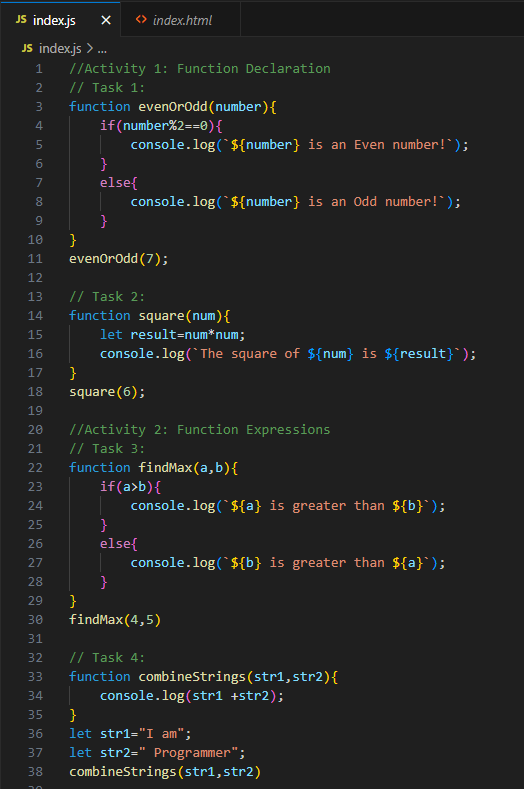 JS index.js × <> index.html
JS index.js > ...
1 //Activity 1: Function Declaration
2 // Task 1:
3 function evenOrOdd(number){
4     if(number%2==0){
5         console.log(`${number} is an Even number!`);
6     }
7     else{
8         console.log(`${number} is an Odd number!`);
9     }
10 }
11 evenOrOdd(7);
12
13 // Task 2:
14 function square(num){
15     let result=num*num;
16     console.log(`The square of ${num} is ${result}`);
17 }
18 square(6);
19
20 //Activity 2: Function Expressions
21 // Task 3:
22 function findMax(a,b){
23     if(a>b){
24         console.log(`${a} is greater than ${b}`);
25     }
26     else{
27         console.log(`${b} is greater than ${a}`);
28     }
29 }
30 findMax(4,5)
31
32 // Task 4:
33 function combineStrings(str1,str2){
34     console.log(str1 +str2);
35 }
36 let str1="I am";
37 let str2=" Programmer";
38 combineStrings(str1,str2)